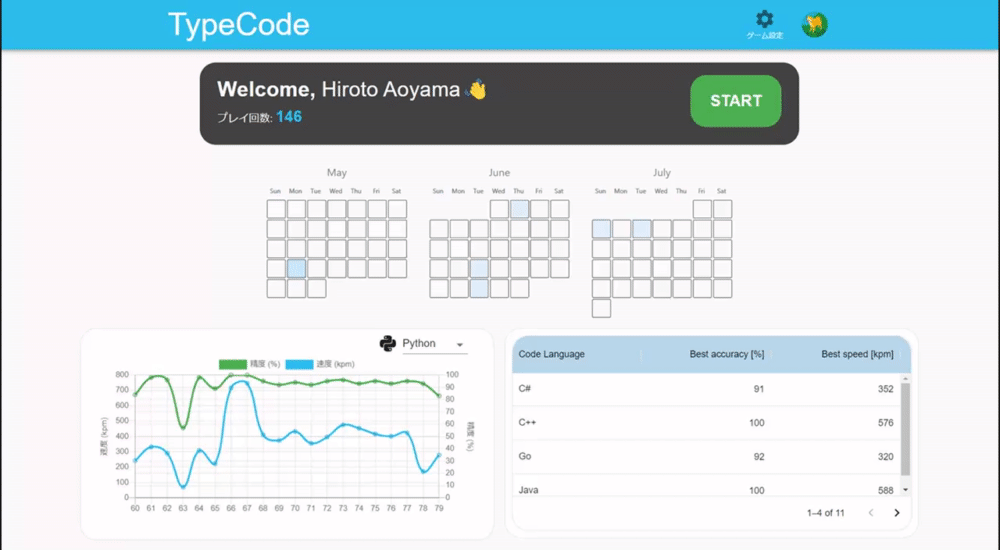 TypeCode
ゲーム設定
Welcome, Hiroto Aoyama 👋
プレイ回数: 146
START
May
June
July
Sun Mon Tue Wed Thu Fri Sat
Sun Mon Tue Wed Thu Fri Sat
Sun Mon Tue Wed Thu Fri Sat
Python
精度 (%) 速度 (kpm)
速度 (kpm)
800
700
600
500
400
300
200
100
0
100
90
80
70
60
50
40
30
20
10
0
精度 (%)
60 61 62 63 64 65 66 67 68 69 70 71 72 73 74 75 76 77 78 79
Code Language Best accuracy [%] Best speed [kpm]
C# 91 352
C++ 100 576
Go 92 320
Java 100 588
1–4 of 11